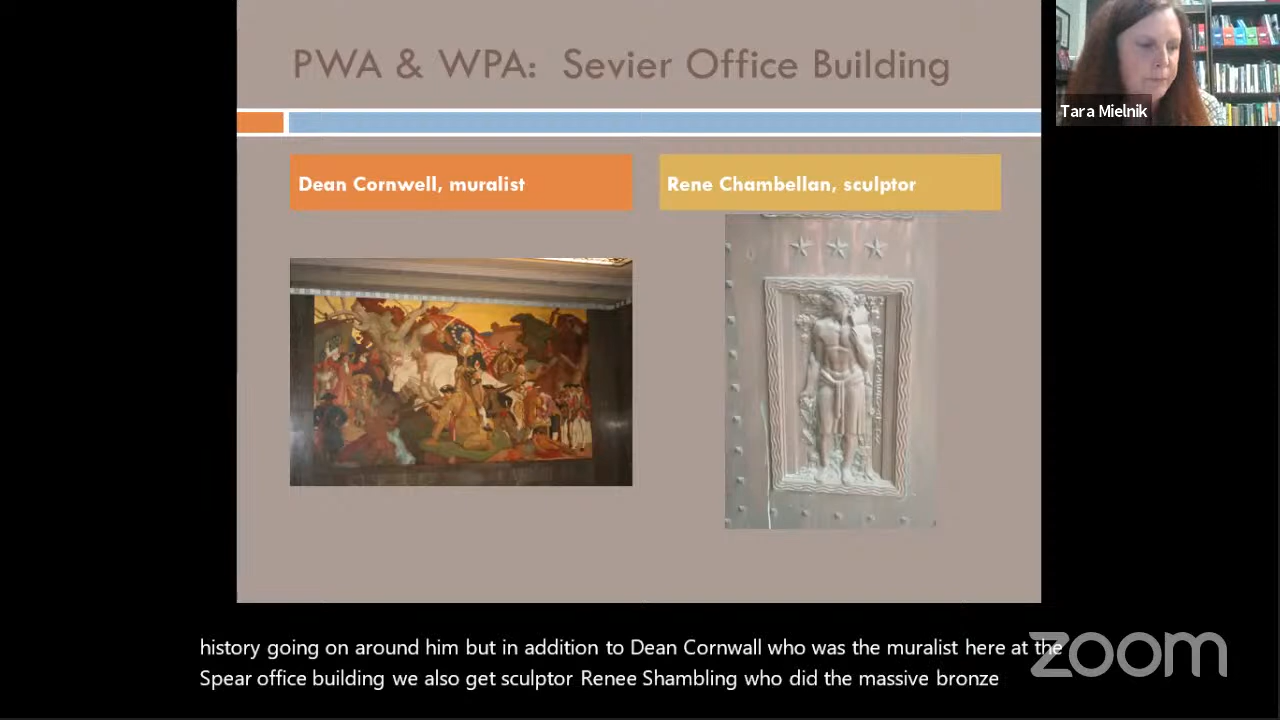 PWA & WPA: Sevier Office Building
Tara Mielnik
Dean Cornwell, muralist
Rene Chambellan, sculptor
history going on around him but in addition to Dean Cornwall who was the muralist here at the
Spear office building we also get sculptor Renee Shambling who did the massive bronze
zoom